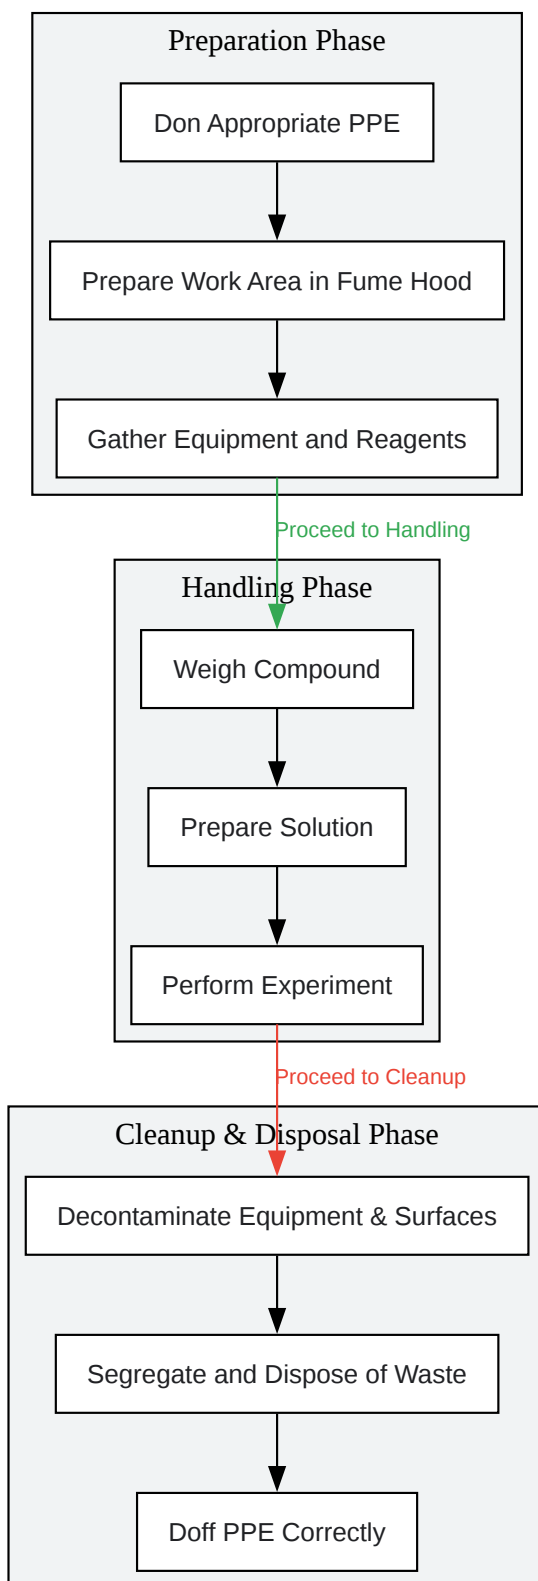 Preparation Phase
Don Appropriate PPE
Prepare Work Area in Fume Hood
Gather Equipment and Reagents
Proceed to Handling
Handling Phase
Weigh Compound
Prepare Solution
Perform Experiment
Proceed to Cleanup
Cleanup & Disposal Phase
Decontaminate Equipment & Surfaces
Segregate and Dispose of Waste
Doff PPE Correctly